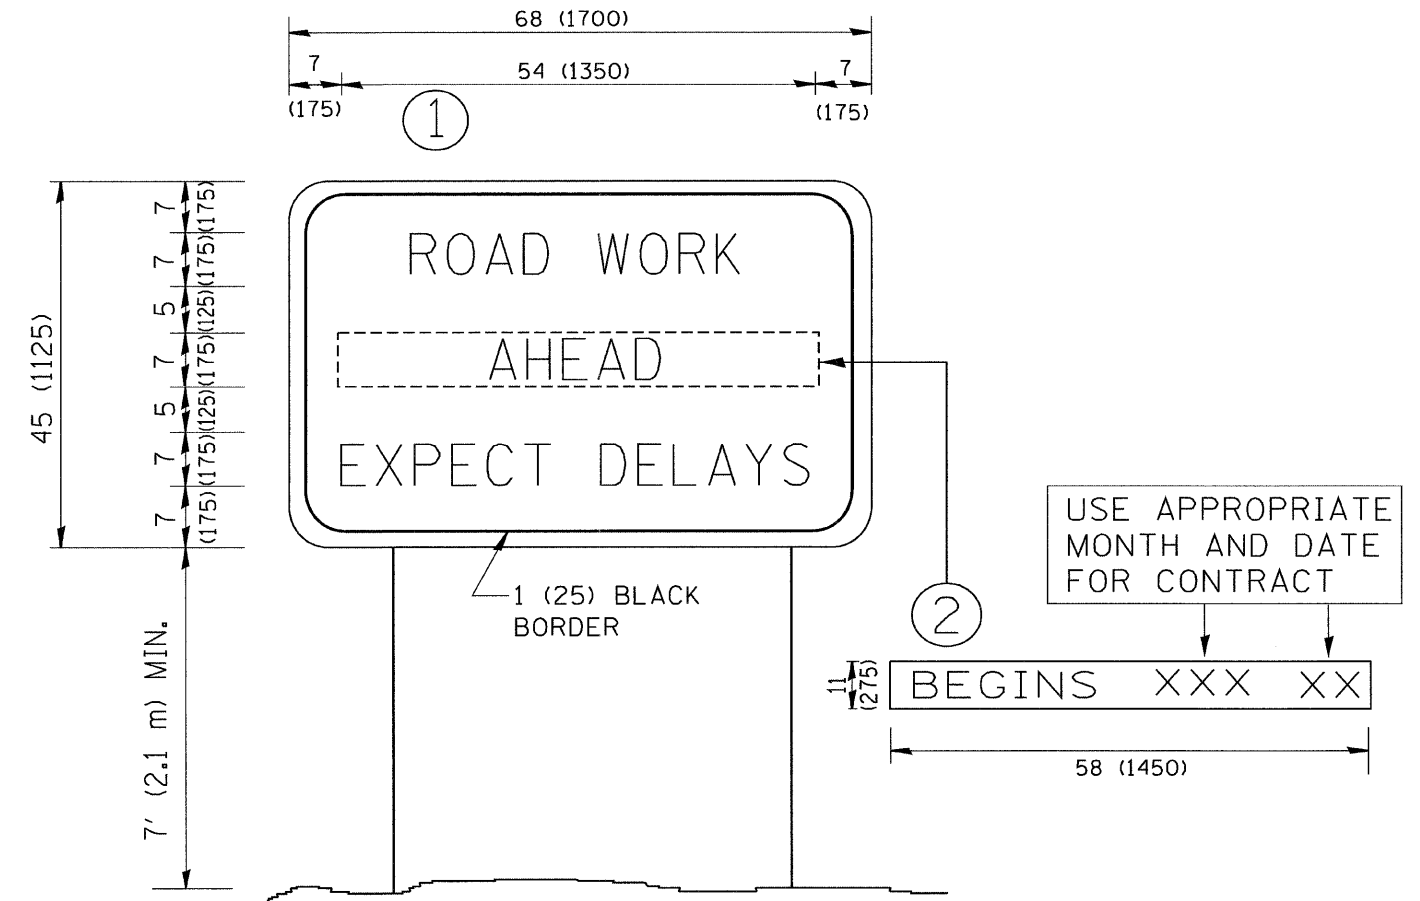 68 (1700)
7 54 (1350) 7
(175) (175)
1
7 (175)
7 (175)
5 (125)
7 (175)
5 (125)
7 (175)
7 (175)
45 (1125)
ROAD WORK
AHEAD
EXPECT DELAYS
1 (25) BLACK
BORDER
7' (2.1 m) MIN.
USE APPROPRIATE
MONTH AND DATE
FOR CONTRACT
2
11
(275)
BEGINS XXX XX
58 (1450)